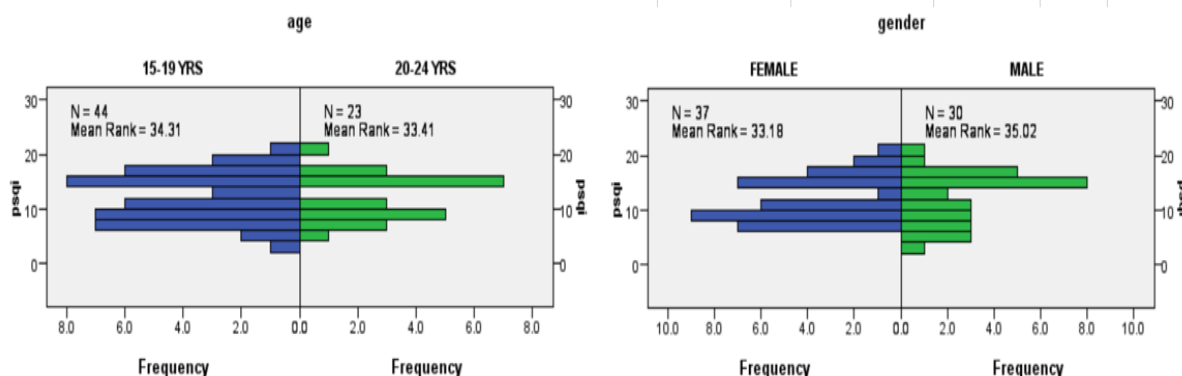 age
15-19 YRS 20-24 YRS
N = 44
Mean Rank = 34.31
N = 23
Mean Rank = 33.41
30 30
20 20
10 10
0 0
psqi psqi
8.0 6.0 4.0 2.0 0.0 2.0 4.0 6.0 8.0
Frequency Frequency
gender
FEMALE MALE
N = 37
Mean Rank = 33.18
N = 30
Mean Rank = 35.02
30 30
20 20
10 10
0 0
psqi psqi
10.0 8.0 6.0 4.0 2.0 0.0 2.0 4.0 6.0 8.0 10.0
Frequency Frequency